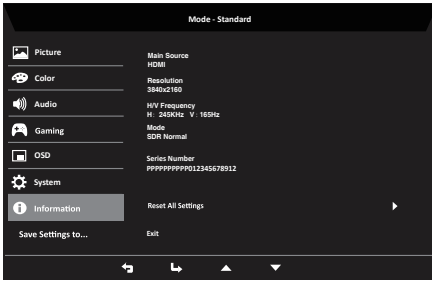 Mode - Standard
Picture
Color
Audio
Gaming
OSD
System
Information
Save Settings to...
Main Source
HDMI
Resolution
3840x2160
H/V Frequency
H: 245KHz V : 165Hz
Mode
SDR Normal
Series Number
PPPPPPPPPP012345678912
Reset All Settings
Exit